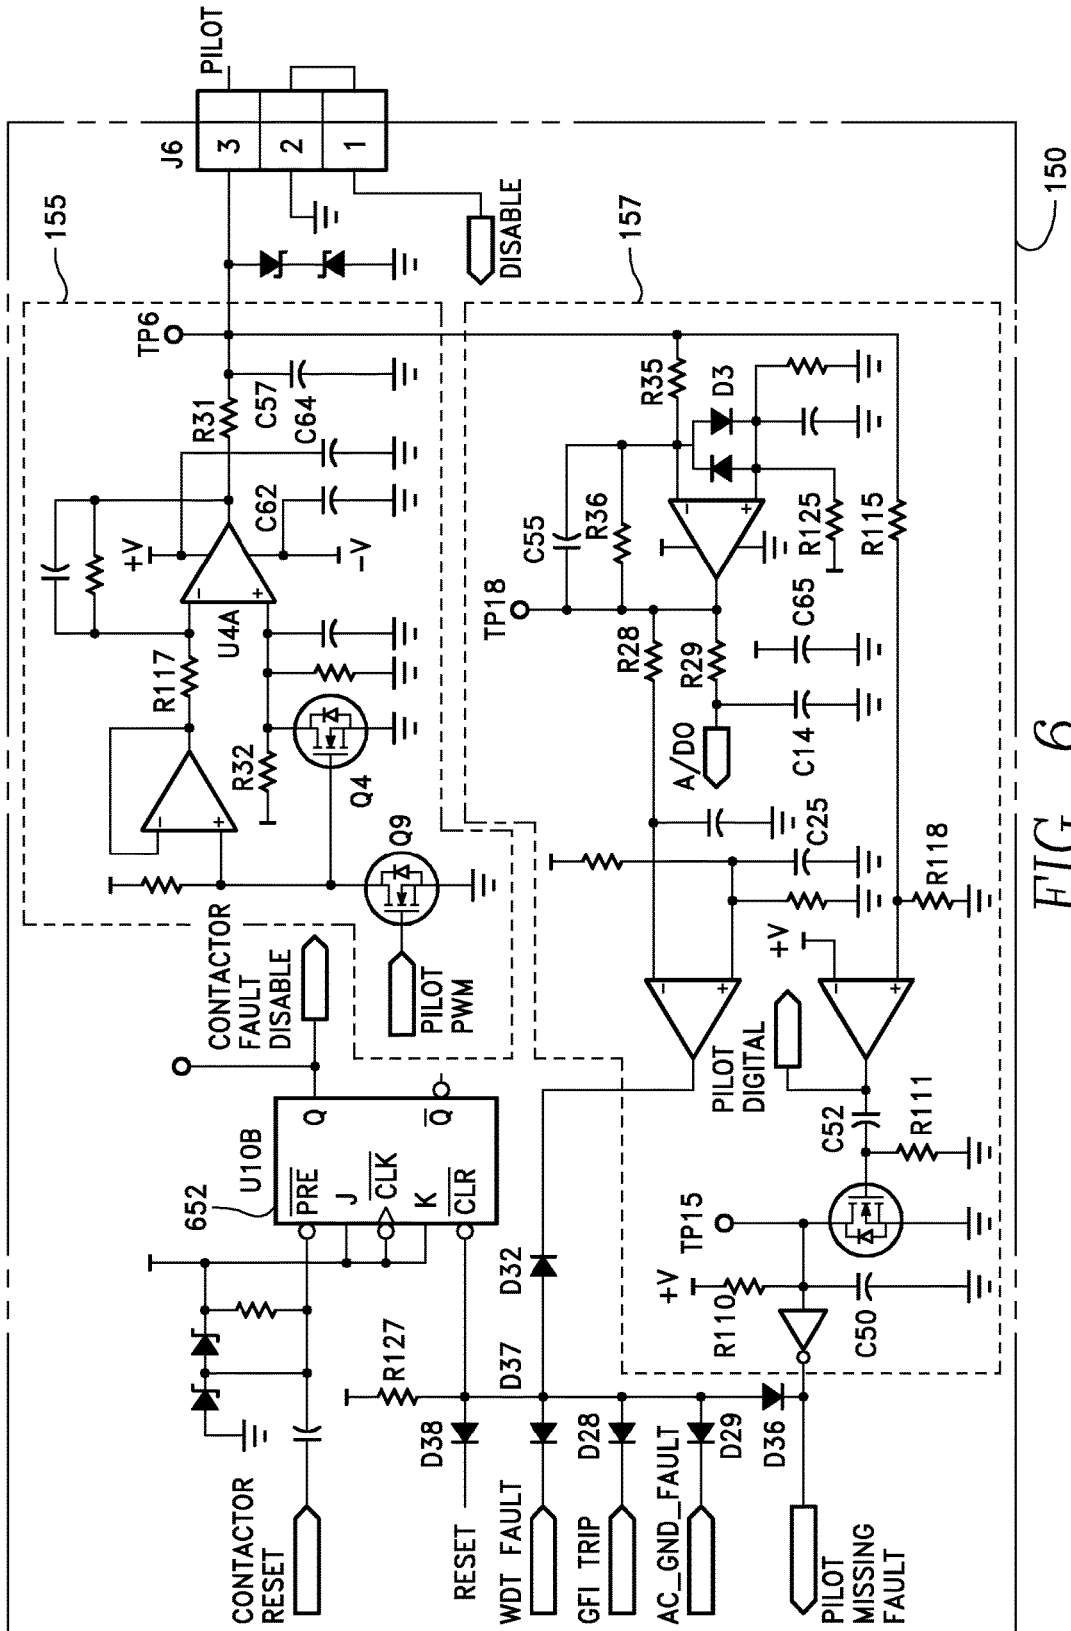 CONTACTOR
RESET
RESET
WDT FAULT
GFI TRIP
AC_GND_FAULT
PILOT
MISSING
FAULT
D38
D37
D28
D29
D36
R127
D32
652
U10B
PRE
J
CLK
K
CLR
Q
Q
CONTACTOR
FAULT
DISABLE
PILOT
PWM
Q9
Q4
R32
R117
U4A
-
+
-
+
+V
-V
C62
C64
C57
R31
TP6
155
J6
3
2
1
PILOT
DISABLE
157
150
TP18
C55
R36
R35
D3
-
+
R28
R29
A/DO
C14
C65
R125
R115
C25
R118
-
+
+V
-
+
PILOT
DIGITAL
C52
R111
TP15
+V
R110
C50
FIG. 6